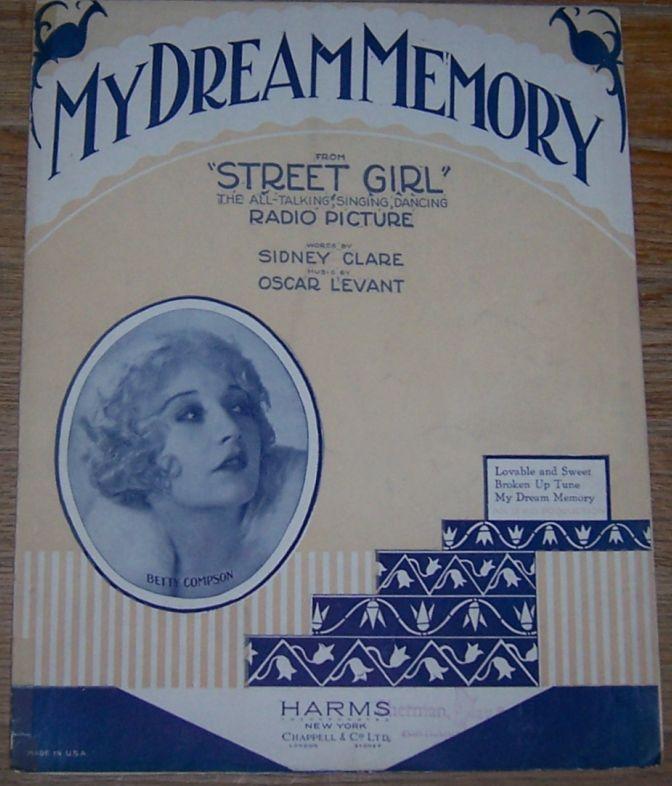 MY DREAM MEMORY
FROM
"STREET GIRL"
THE ALL-TALKING, SINGING, DANCING
RADIO PICTURE
WORDS BY
SIDNEY CLARE
MUSIC BY
OSCAR LEVANT
BETTY COMPSON
Lovable and Sweet
Broken Up Tune
My Dream Memory
HARMS
INCORPORATED
NEW YORK
CHAPPELL & CO LTD.
LONDON SYDNEY
MADE IN U.S.A.